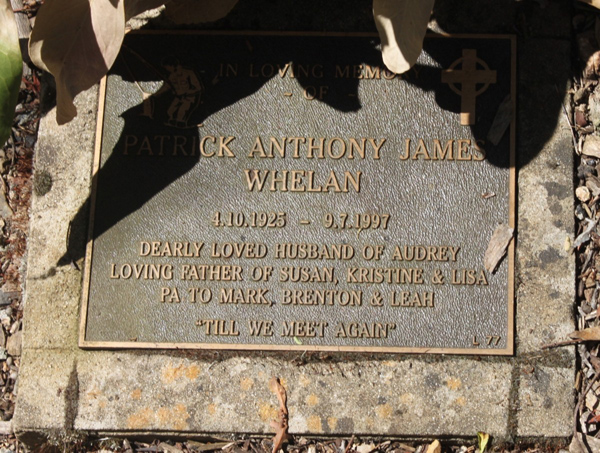 IN LOVING MEMORY
- OF -
PATRICK ANTHONY JAMES
WHELAN
4.10.1925 - 9.7.1997
DEARLY LOVED HUSBAND OF AUDREY
LOVING FATHER OF SUSAN, KRISTINE & LISA
PA TO MARK, BRENTON & LEAH
"TILL WE MEET AGAIN"
L 77